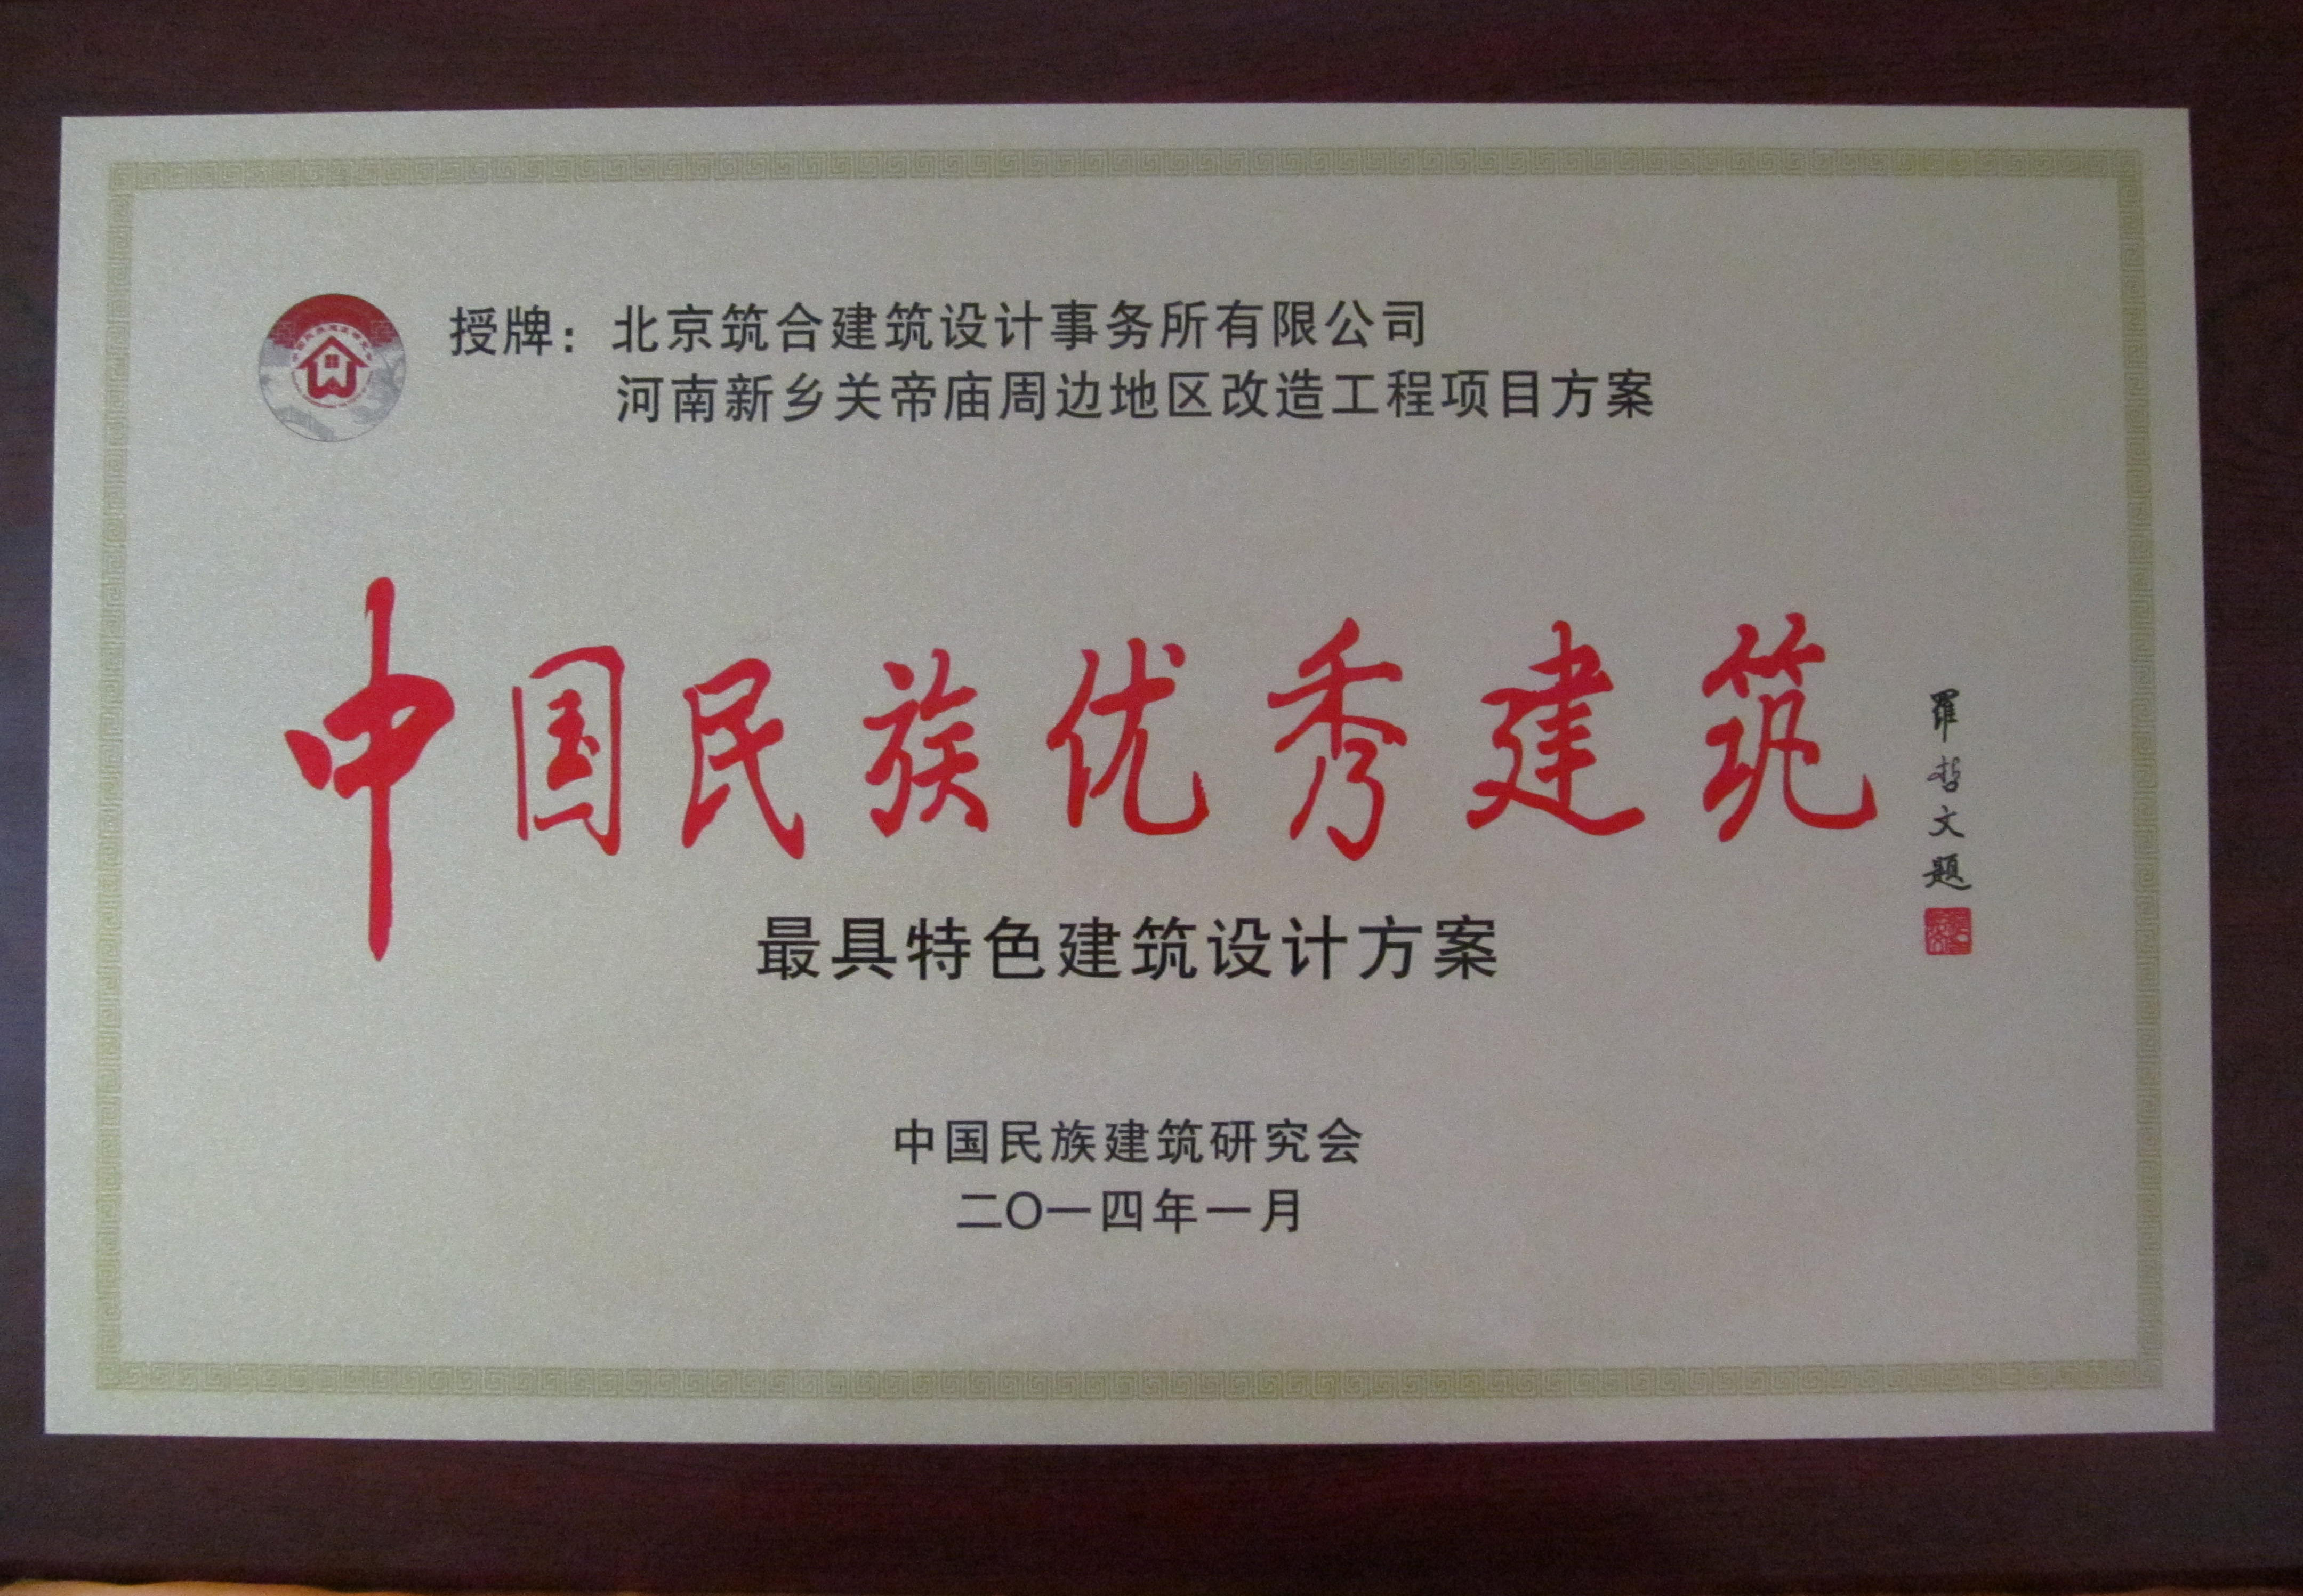 授牌：北京筑合建筑设计事务所有限公司
河南新乡关帝庙周边地区改造工程项目方案
中国民族优秀建筑
罗哲文题
最具特色建筑设计方案
中国民族建筑研究会
二〇一四年一月